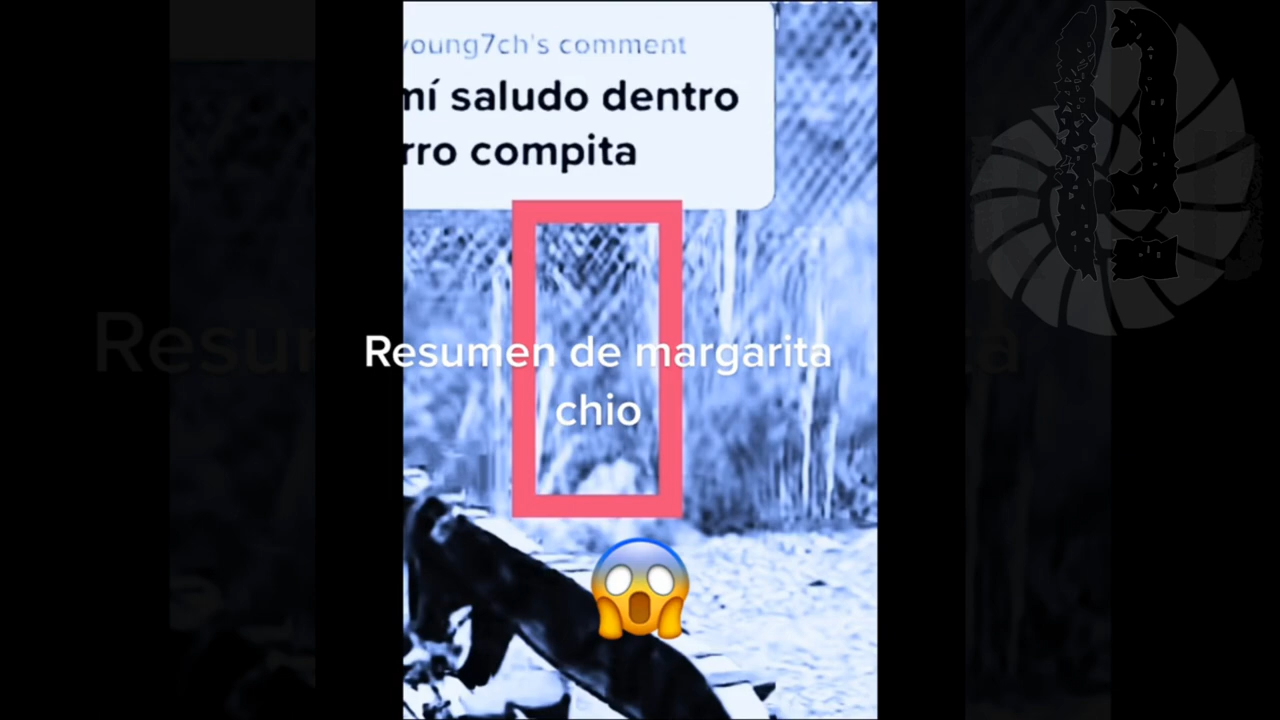 young7ch's comment
mí saludo dentro
rro compita
Resumen de margarita
chio